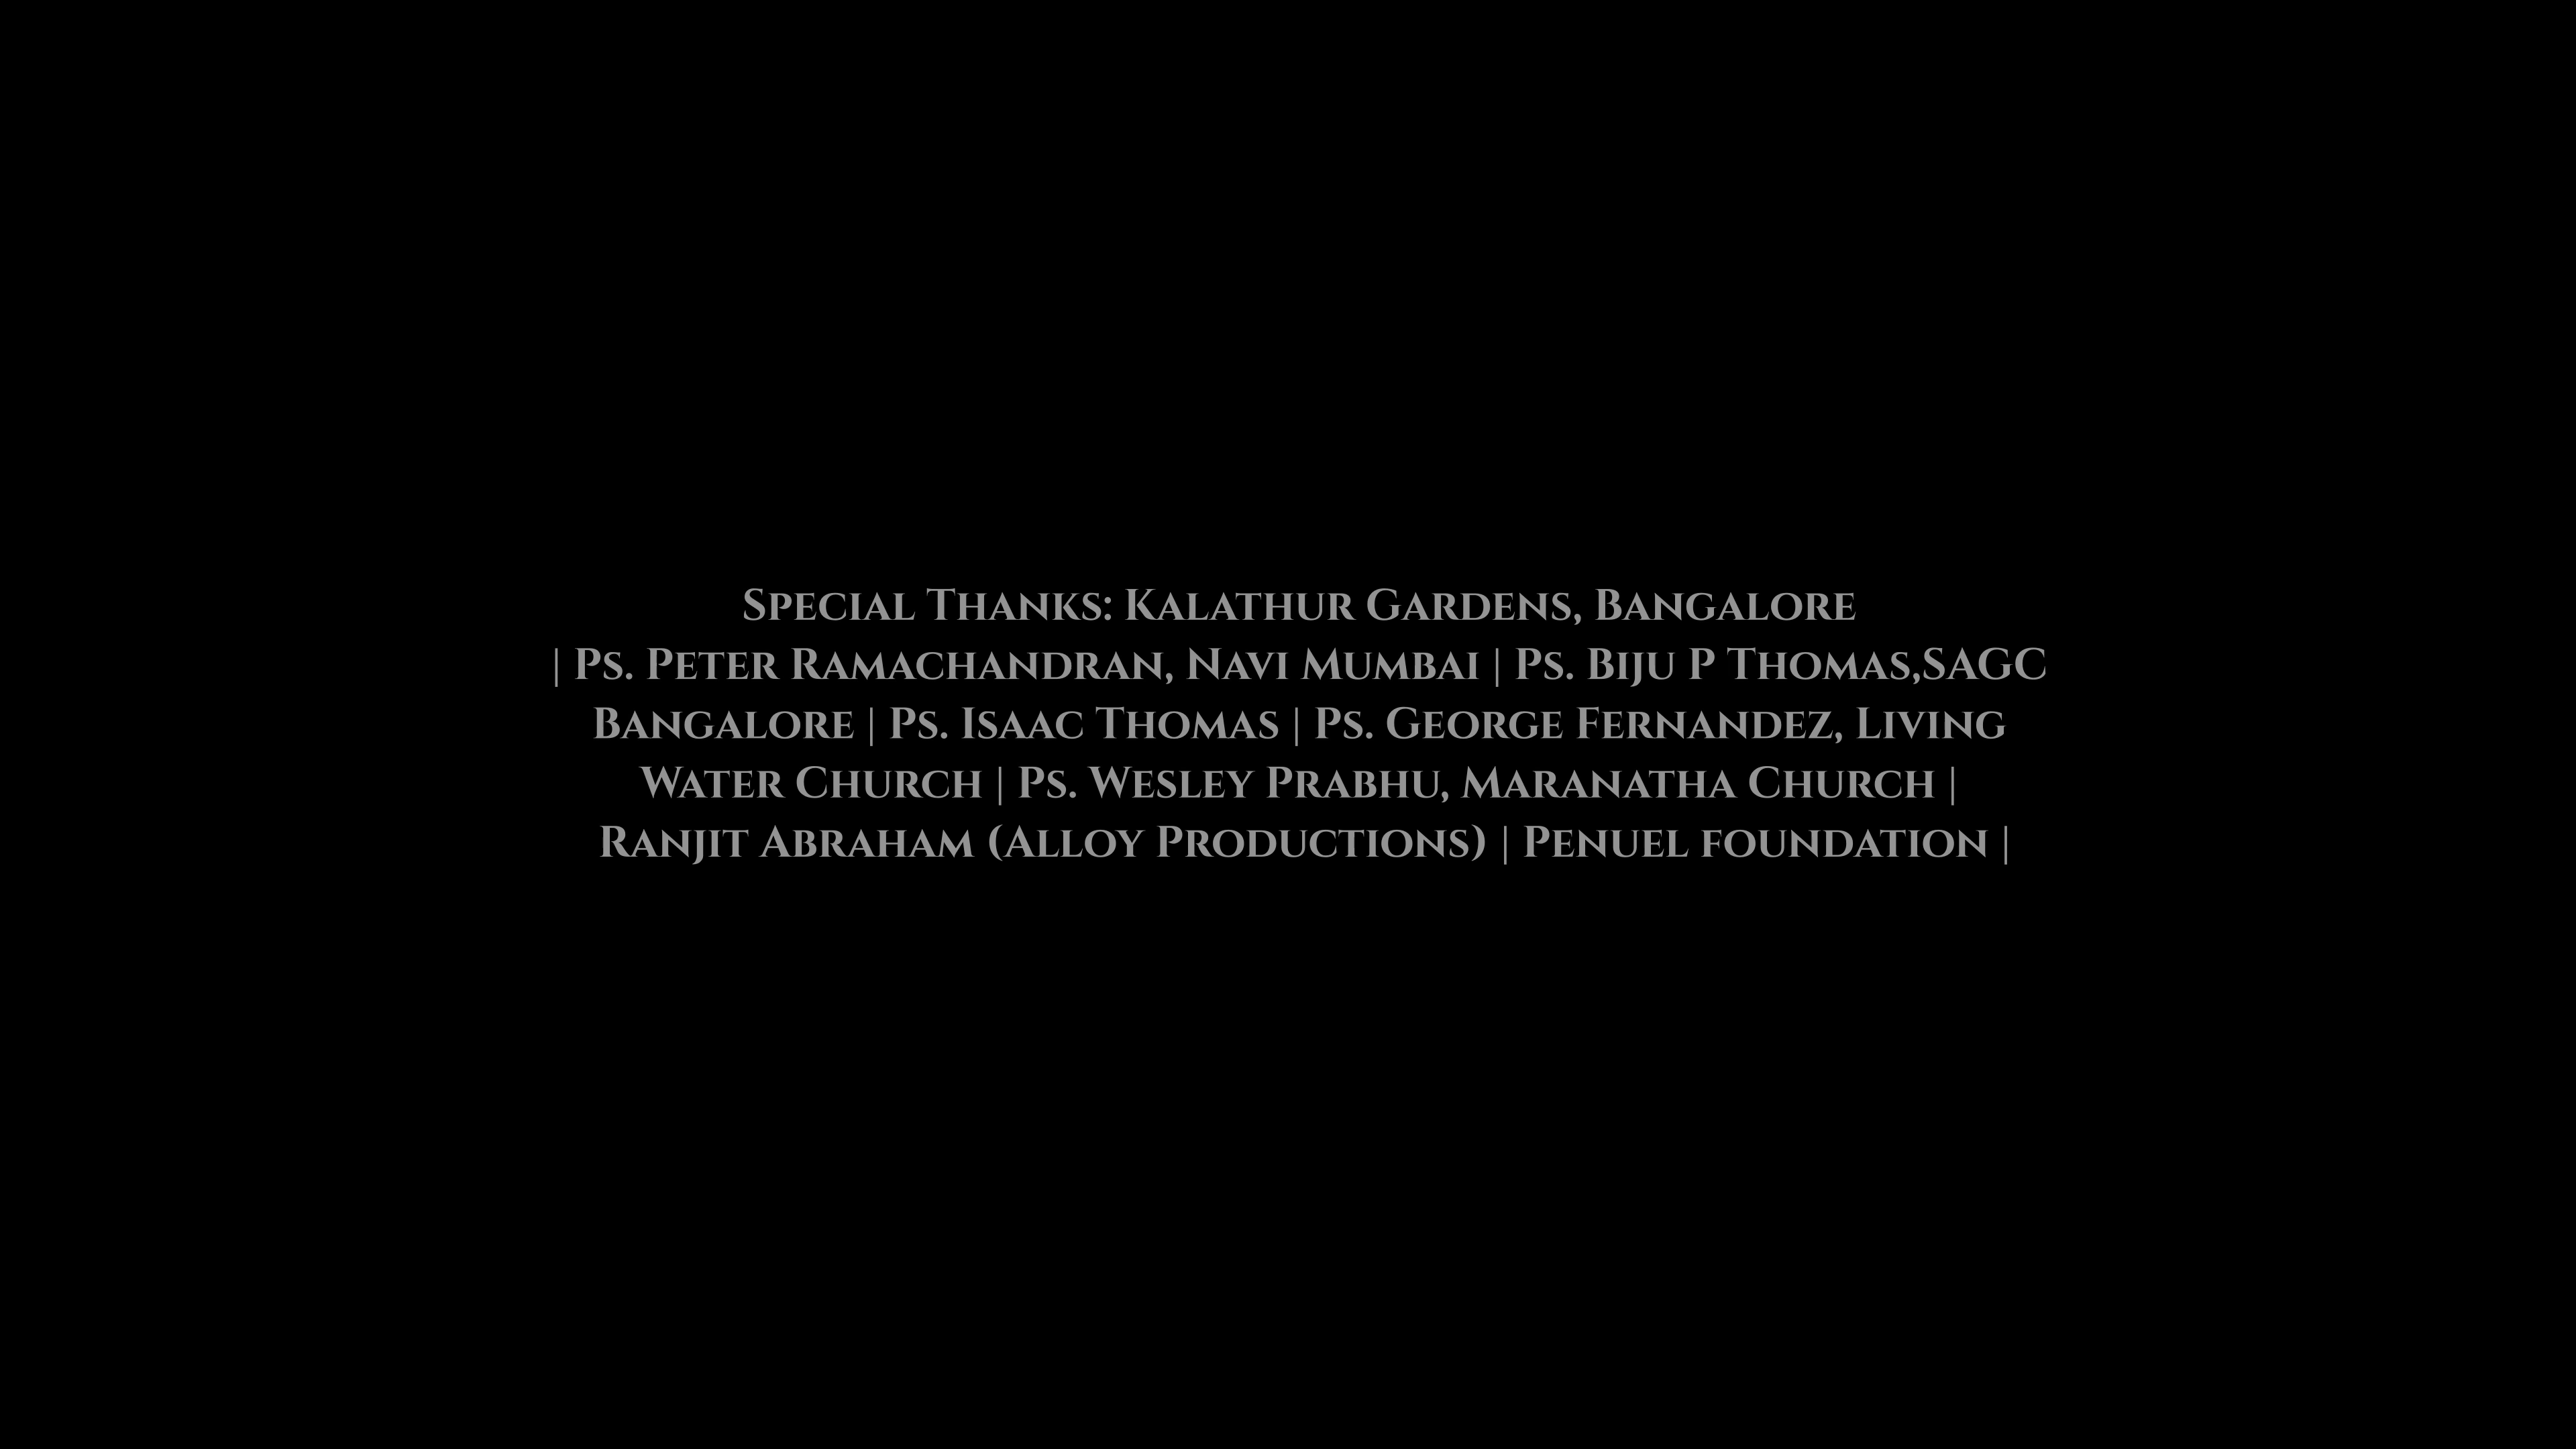 Special Thanks: Kalathur Gardens, Bangalore
| Ps. Peter Ramachandran, Navi Mumbai | Ps. Biju P Thomas,SAGC
Bangalore | Ps. Isaac Thomas | Ps. George Fernandez, Living
Water Church | Ps. Wesley Prabhu, Maranatha Church |
Ranjit Abraham (Alloy Productions) | Penuel foundation |